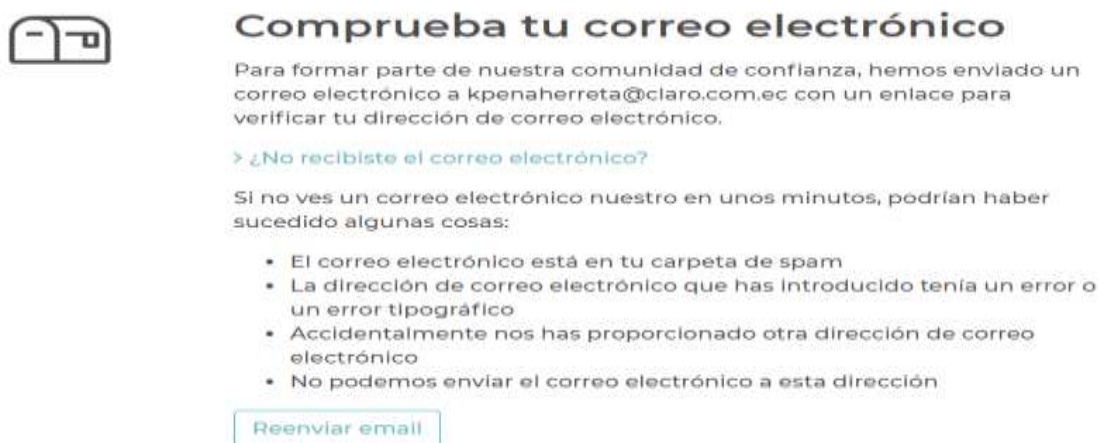 Comprueba tu correo electrónico
Para formar parte de nuestra comunidad de confianza, hemos enviado un
correo electrónico a kpenaherreta@claro.com.ec con un enlace para
verificar tu dirección de correo electrónico.
> ¿No recibiste el correo electrónico?
Si no ves un correo electrónico nuestro en unos minutos, podrían haber
sucedido algunas cosas:
• El correo electrónico está en tu carpeta de spam
• La dirección de correo electrónico que has introducido tenía un error o
un error tipográfico
• Accidentalmente nos has proporcionado otra dirección de correo
electrónico
• No podemos enviar el correo electrónico a esta dirección
Reenviar email